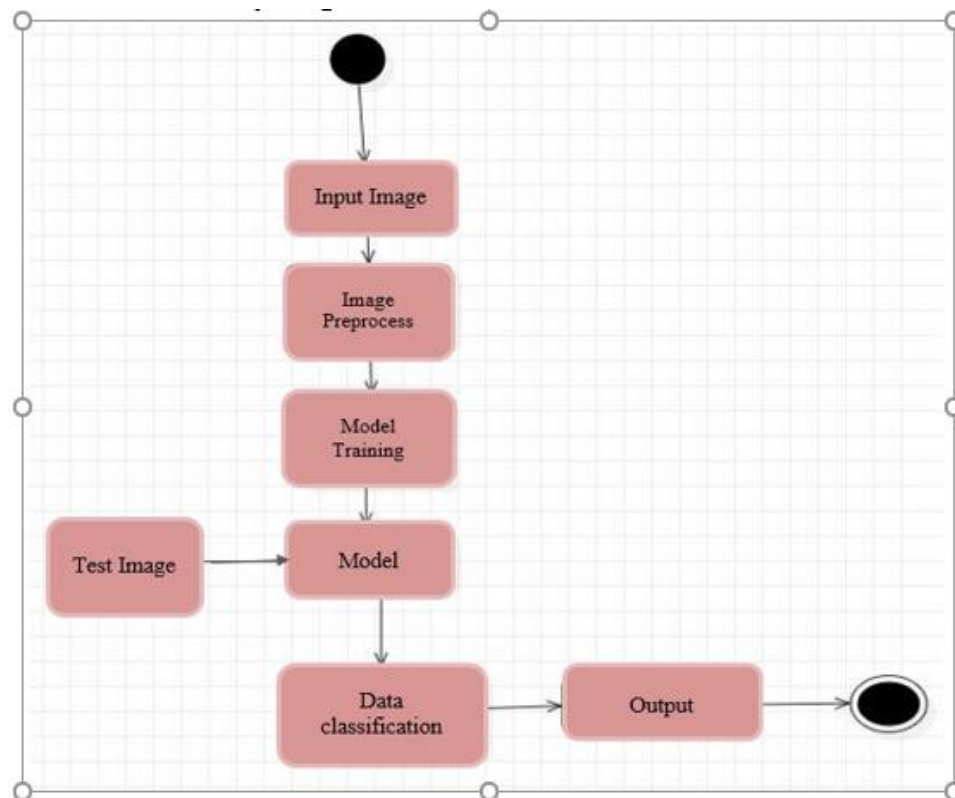 Input Image
Image
Preprocess
Model
Training
Test Image
Model
Data
classification
Output